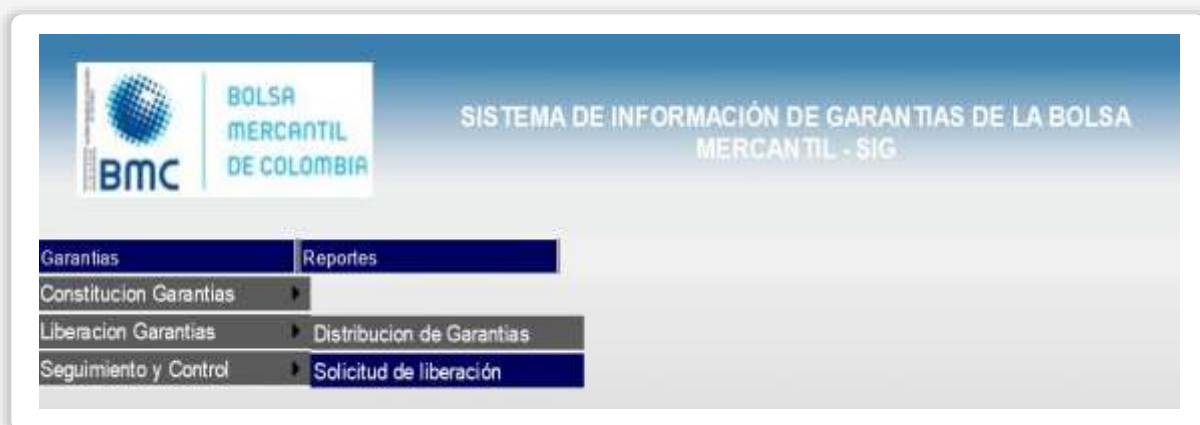 BOLSA
MERCANTIL
DE COLOMBIA
BMC
SISTEMA DE INFORMACIÓN DE GARANTIAS DE LA BOLSA
MERCANTIL - SIG
Garantias
Reportes
Constitucion Garantias
Liberacion Garantias
Distribucion de Garantias
Seguimiento y Control
Solicitud de liberación